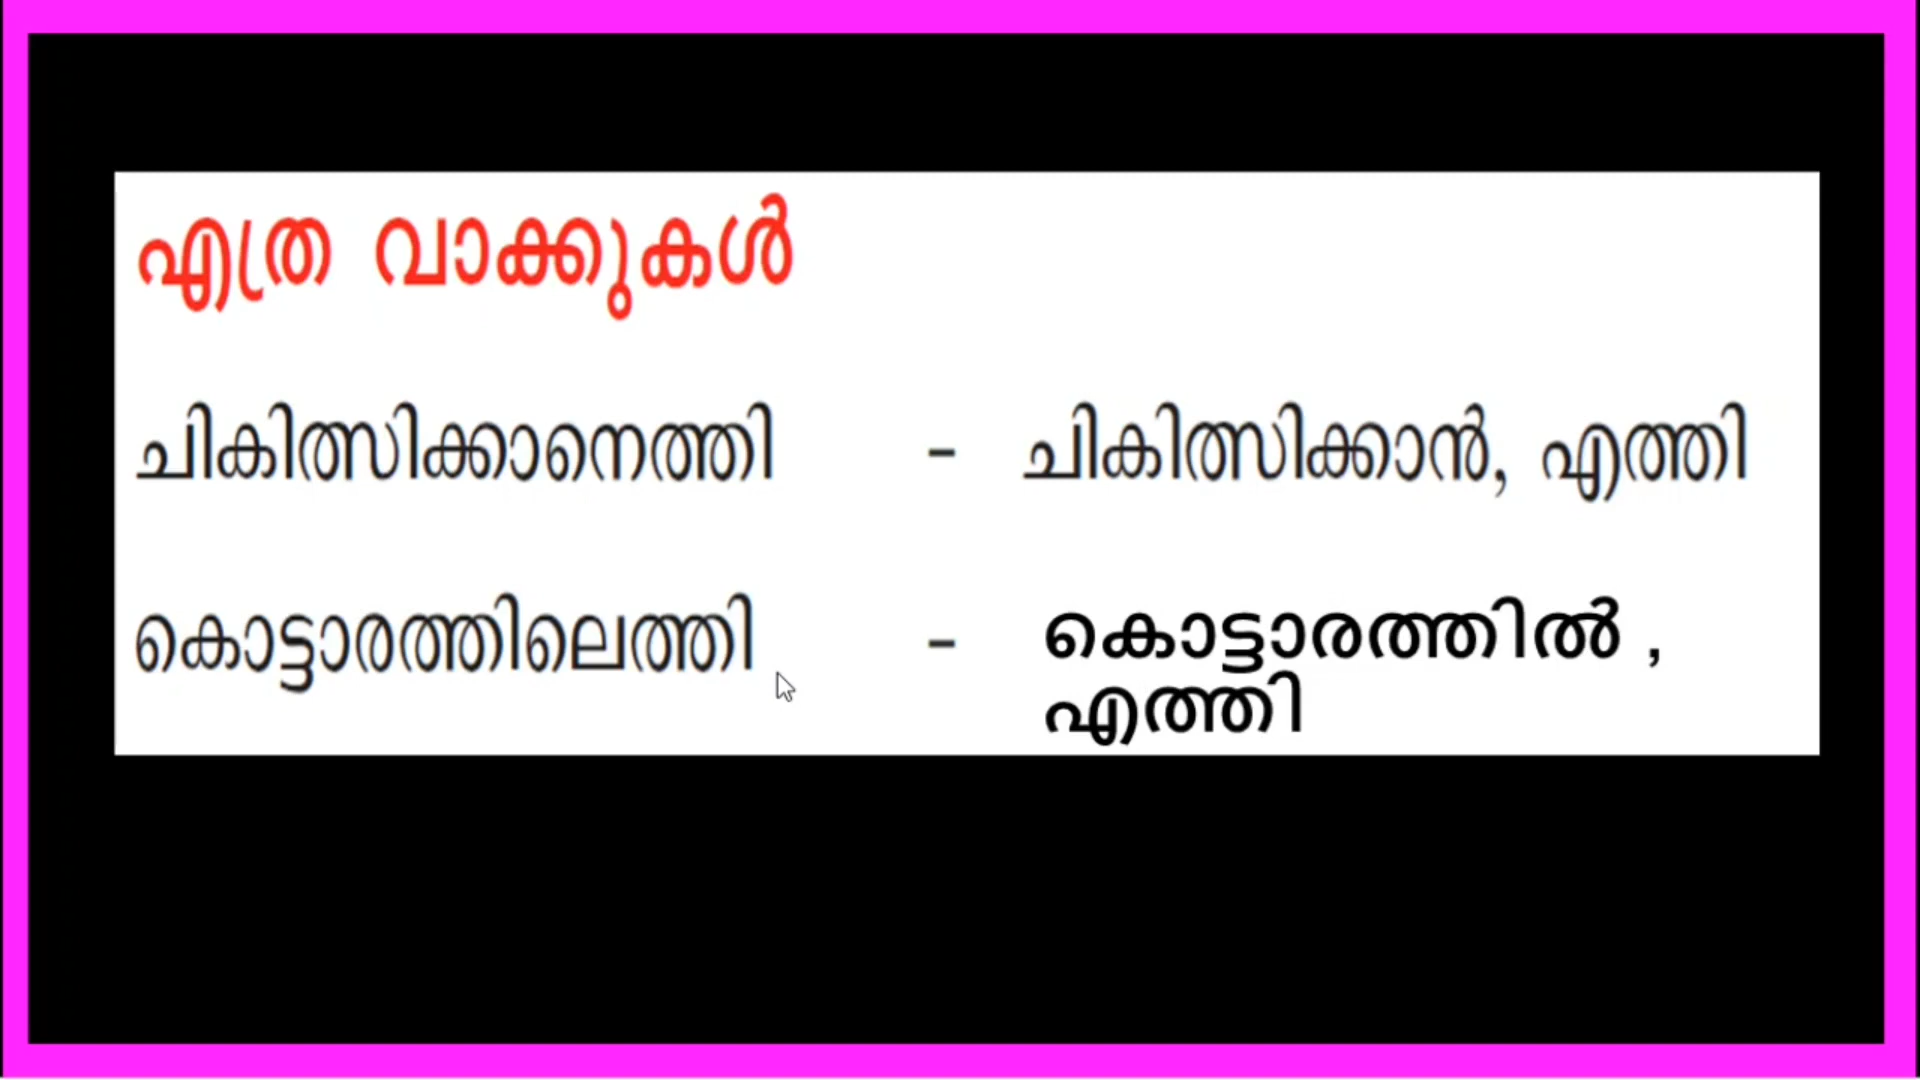 എത്ര വാക്കുകൾ
ചികിത്സിക്കാനെത്തി - ചികിത്സിക്കാൻ, എത്തി
കൊട്ടാരത്തിലെത്തി - കൊട്ടാരത്തിൽ ,
എത്തി